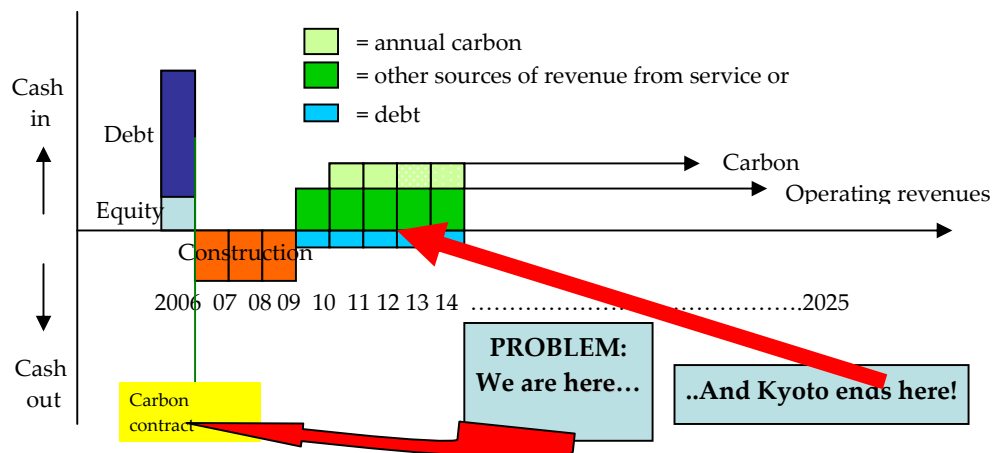 = annual carbon
= other sources of revenue from service or
= debt
Cash
in
Debt
Equity
Carbon
Operating revenues
Construction
2006 07 08 09 10 11 12 13 14 ……………………………………2025
Cash
out
PROBLEM:
We are here…
..And Kyoto ends here!
Carbon
contract